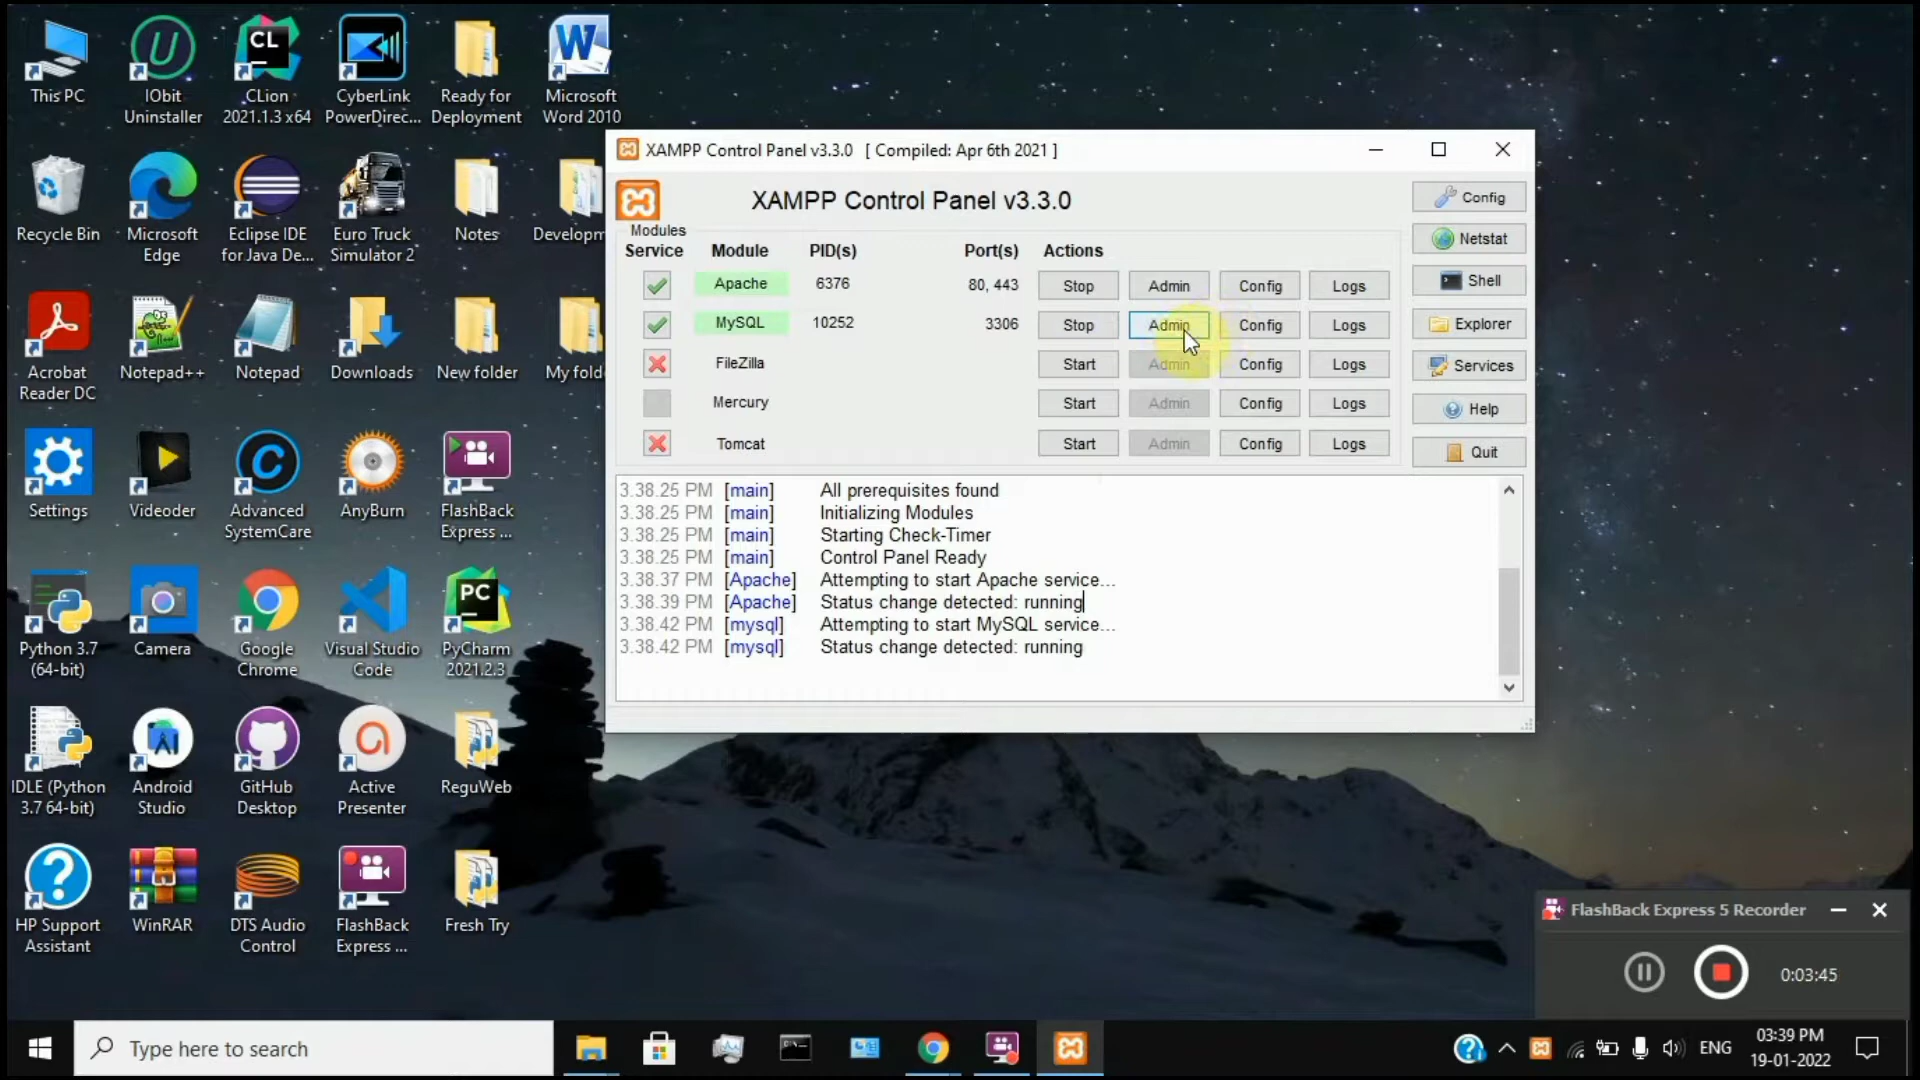 This PC
IObit
Uninstaller
CL
CLion
2021.1.3 x64
CyberLink
PowerDirec...
Ready for
Deployment
W
Microsoft
Word 2010
Recycle Bin
Microsoft
Edge
Eclipse IDE
for Java De...
Euro Truck
Simulator 2
Notes
Developm
Acrobat
Reader DC
Notepad++
Notepad
Downloads
New folder
My fold
Settings
Videoder
Advanced
SystemCare
AnyBurn
FlashBack
Express ...
Python 3.7
(64-bit)
Camera
Google
Chrome
Visual Studio
Code
PC
PyCharm
2021.2.3
IDLE (Python
3.7 64-bit)
Android
Studio
GitHub
Desktop
Active
Presenter
ReguWeb
HP Support
Assistant
WinRAR
DTS Audio
Control
FlashBack
Express ...
Fresh Try
XAMPP Control Panel v3.3.0 [ Compiled: Apr 6th 2021 ]
XAMPP Control Panel v3.3.0
Modules
Service Module PID(s) Port(s) Actions
Apache 6376 80, 443 Stop Admin Config Logs
MySQL 10252 3306 Stop Admin Config Logs
FileZilla Start Admin Config Logs
Mercury Start Admin Config Logs
Tomcat Start Admin Config Logs
Config
Netstat
Shell
Explorer
Services
Help
Quit
3.38.25 PM [main] All prerequisites found
3.38.25 PM [main] Initializing Modules
3.38.25 PM [main] Starting Check-Timer
3.38.25 PM [main] Control Panel Ready
3.38.37 PM [Apache] Attempting to start Apache service...
3.38.39 PM [Apache] Status change detected: running
3.38.42 PM [mysql] Attempting to start MySQL service...
3.38.42 PM [mysql] Status change detected: running
FlashBack Express 5 Recorder
0:03:45
Type here to search
ENG
03:39 PM
19-01-2022